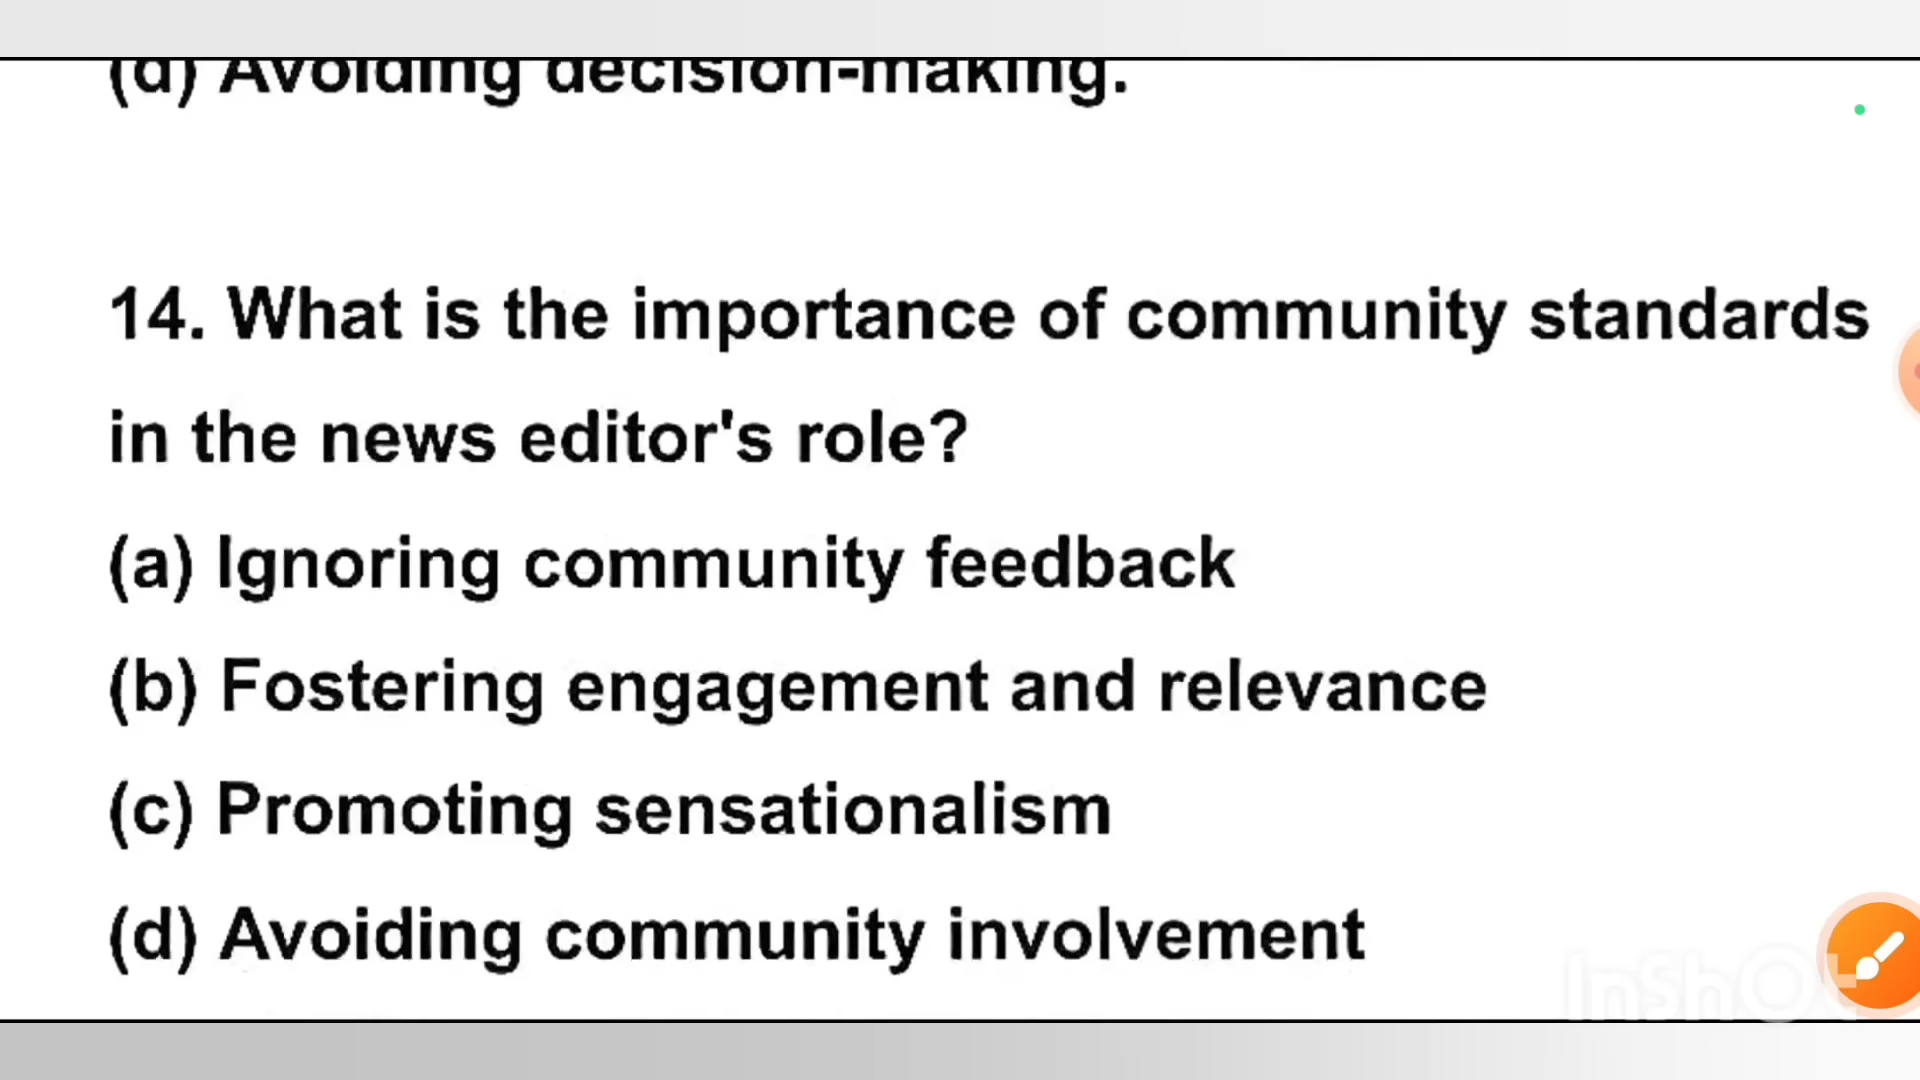 (d) Avoiding decision-making.
14. What is the importance of community standards
in the news editor's role?
(a) Ignoring community feedback
(b) Fostering engagement and relevance
(c) Promoting sensationalism
(d) Avoiding community involvement
InShOt